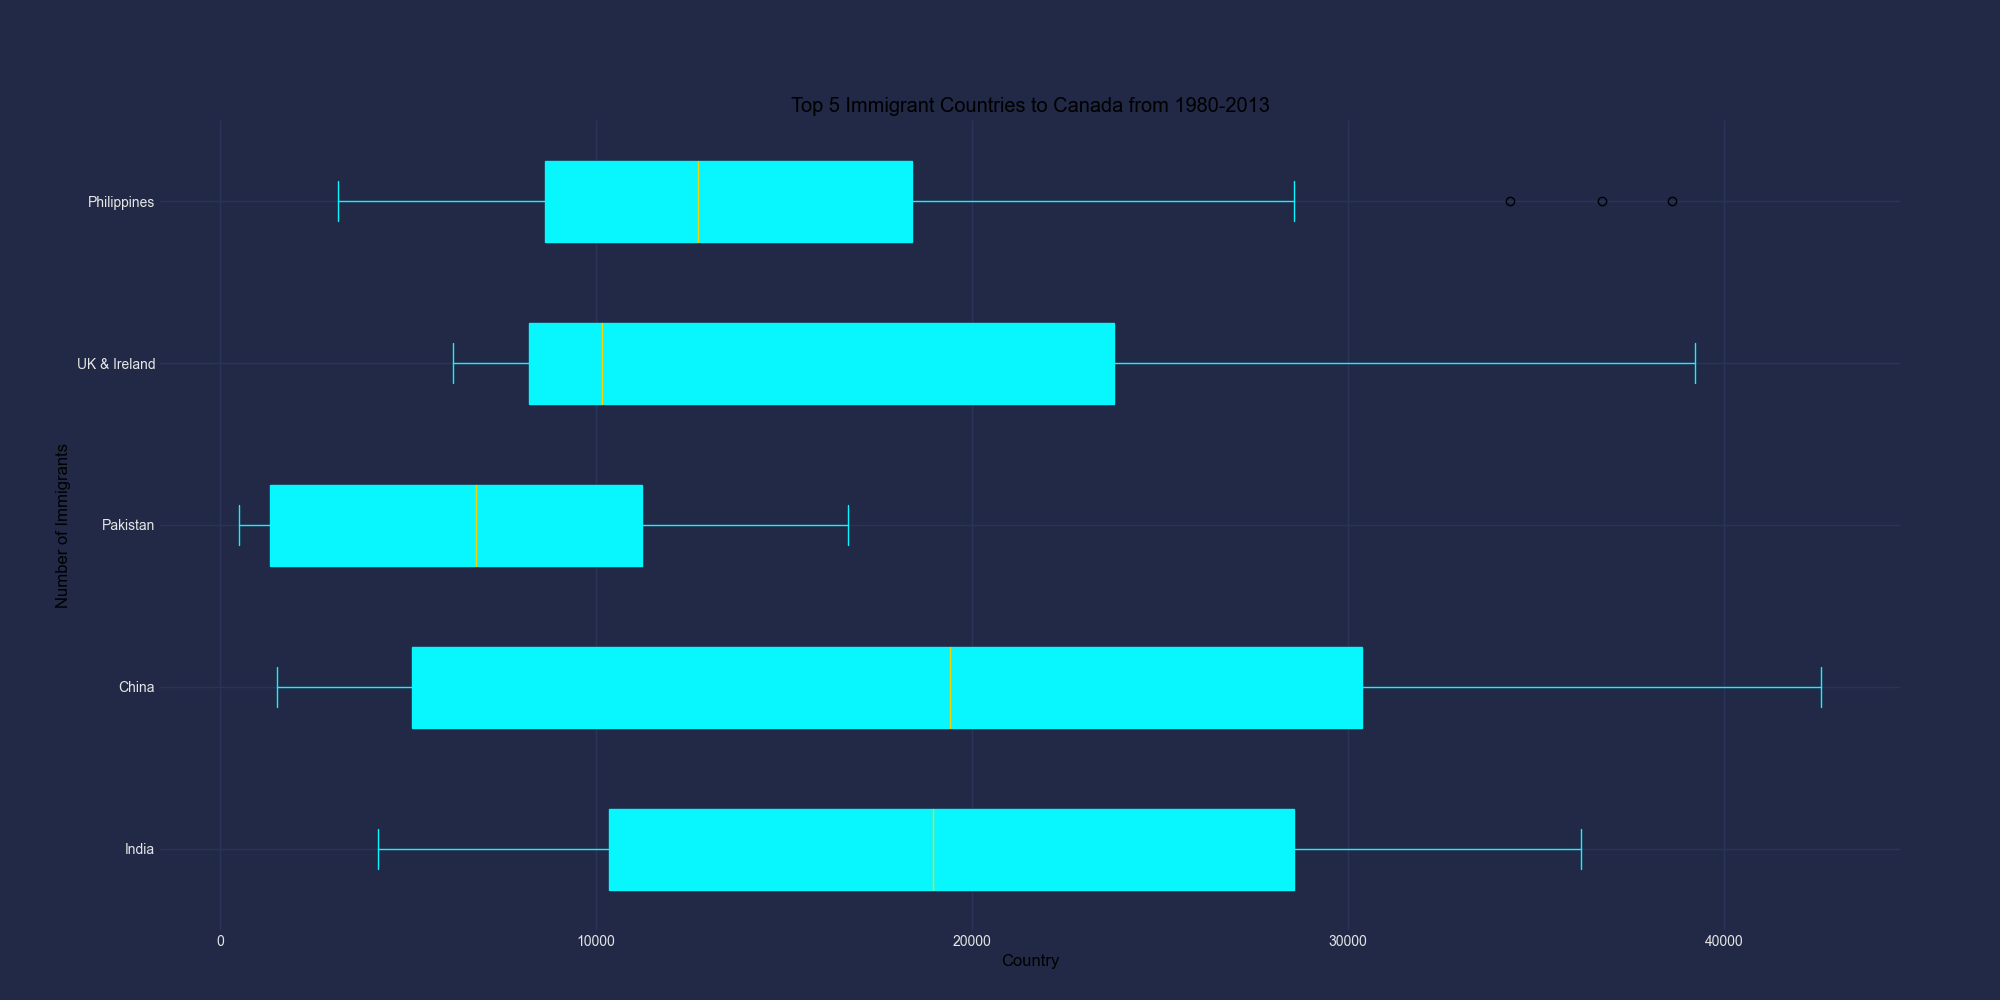 Top 5 Immigrant Countries to Canada from 1980-2013
Philippines
UK & Ireland
Pakistan
China
India
Number of Immigrants
0 10000 20000 30000 40000
Country